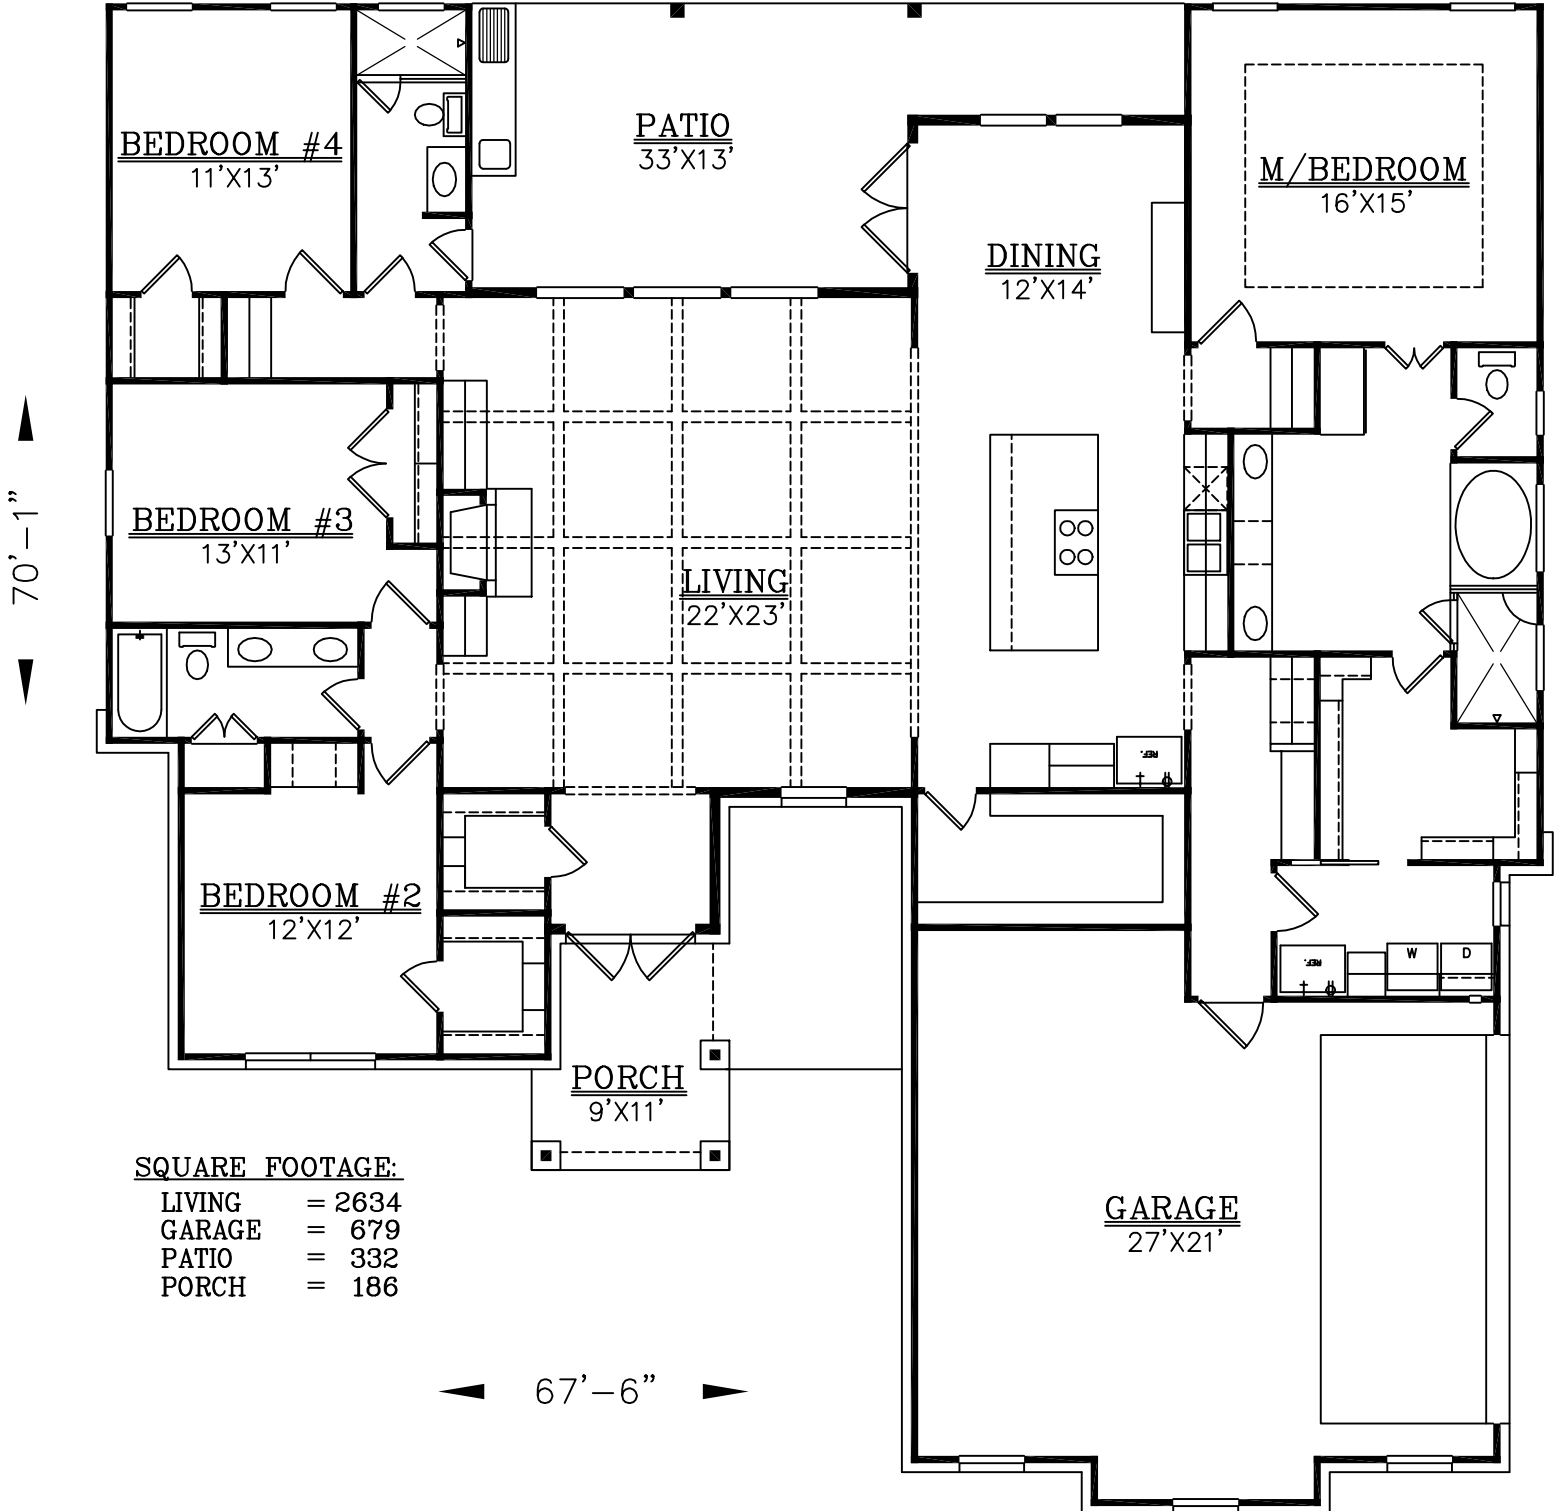 BEDROOM #4
11'X13'
PATIO
33'X13'
M/BEDROOM
16'X15'
DINING
12'X14'
70'-1"
BEDROOM #3
13'X11'
LIVING
22'X23'
REF.
BEDROOM #2
12'X12'
REF.
W
D
PORCH
9'X11'
SQUARE FOOTAGE:
LIVING = 2634
GARAGE = 679
PATIO = 332
PORCH = 186
GARAGE
27'X21'
67'-6"